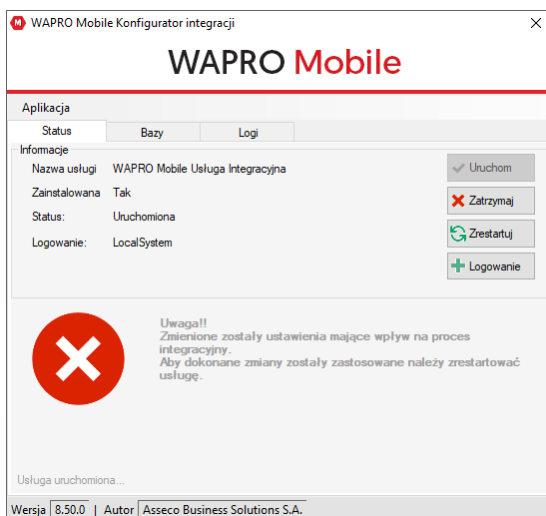 WAPRO Mobile Konfigurator integracji
WAPRO Mobile
Aplikacja
Status Bazy Logi
Informacje
Nazwa usługi WAPRO Mobile Usługa Integracyjna
Uruchom
Zainstalowana Tak
Zatrzymaj
Status: Uruchomiona
Zrestartuj
Logowanie: LocalSystem
Logowanie
Uwaga!!
Zmienione zostały ustawienia mające wpływ na proces
integracyjny.
Aby dokonane zmiany zostały zastosowane należy zrestartować
usługę.
Usługa uruchomiona...
Wersja 8.50.0 | Autor Asseco Business Solutions S.A.